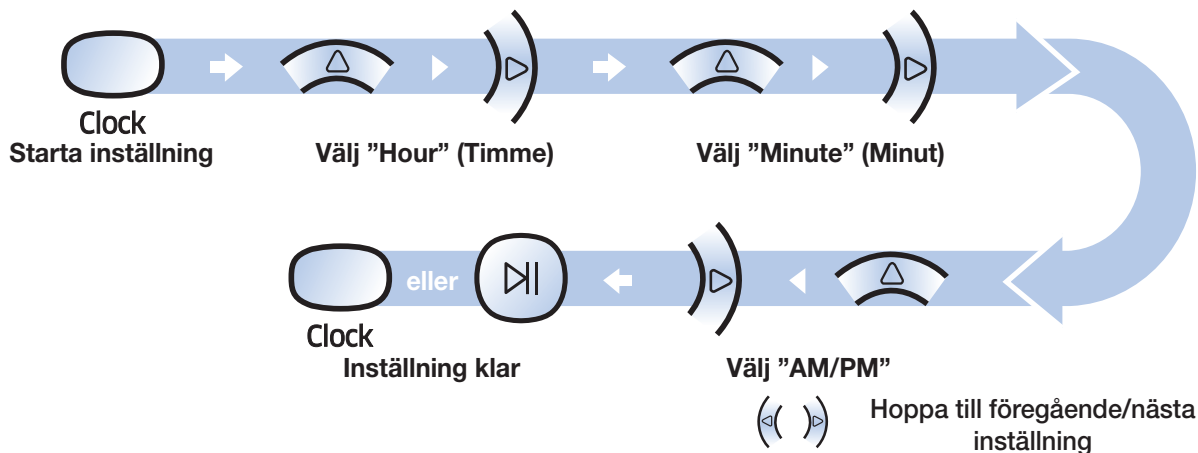 Clock
Starta inställning
Välj ”Hour” (Timme)
Välj ”Minute” (Minut)
eller
Clock
Inställning klar
Välj ”AM/PM”
Hoppa till föregående/nästa
inställning